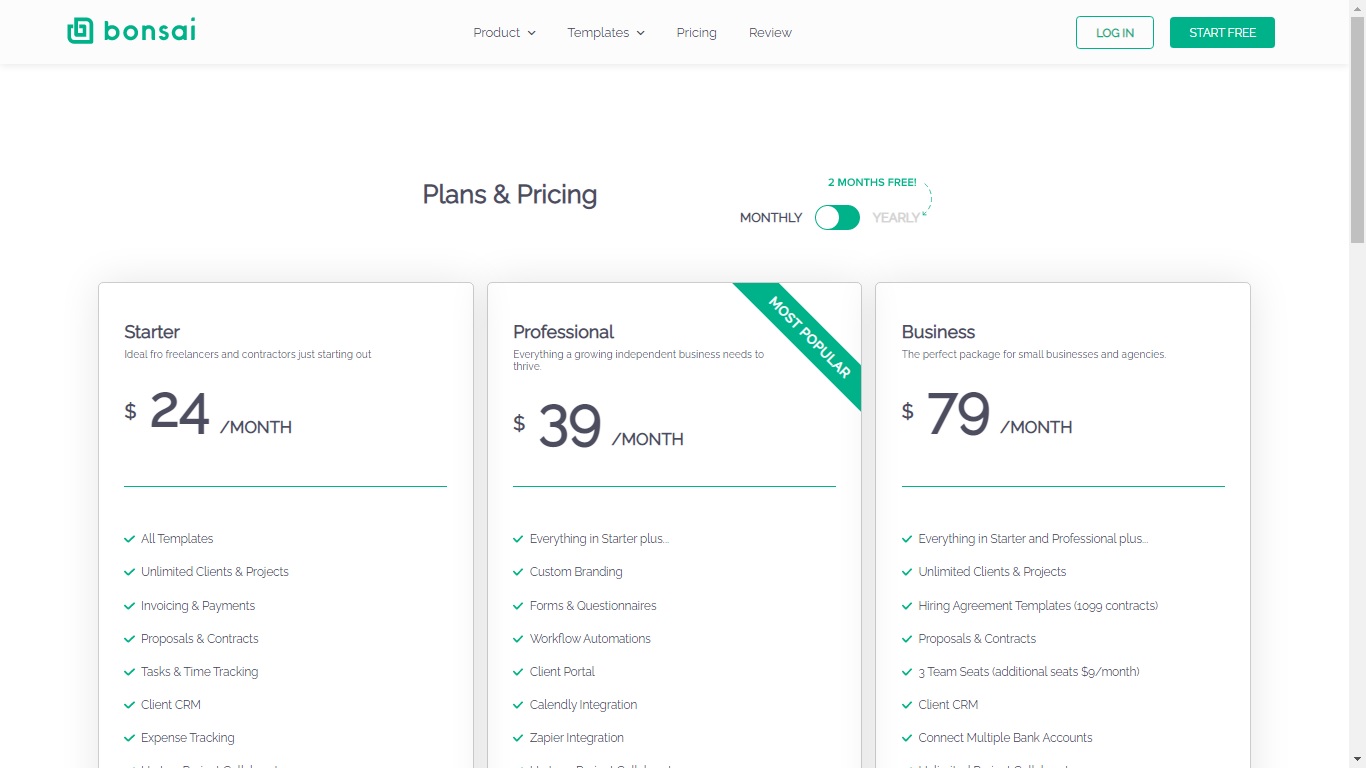 bonsai
Product
Templates
Pricing
Review
LOG IN
START FREE
Plans & Pricing
2 MONTHS FREE!
MONTHLY
YEARLY
Starter
Ideal fro freelancers and contractors just starting out
$ 24 /MONTH
All Templates
Unlimited Clients & Projects
Invoicing & Payments
Proposals & Contracts
Tasks & Time Tracking
Client CRM
Expense Tracking
MOST POPULAR
Professional
Everything a growing independent business needs to
thrive.
$ 39 /MONTH
Everything in Starter plus...
Custom Branding
Forms & Questionnaires
Workflow Automations
Client Portal
Calendly Integration
Zapier Integration
Business
The perfect package for small businesses and agencies.
$ 79 /MONTH
Everything in Starter and Professional plus...
Unlimited Clients & Projects
Hiring Agreement Templates (1099 contracts)
Proposals & Contracts
3 Team Seats (additional seats $9/month)
Client CRM
Connect Multiple Bank Accounts